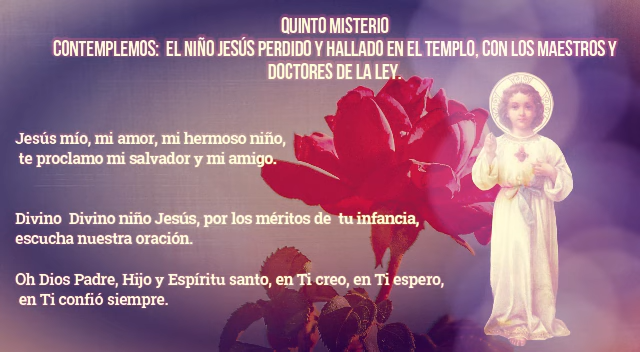 QUINTO MISTERIO
CONTEMPLEMOS: EL NIÑO JESÚS PERDIDO Y HALLADO EN EL TEMPLO, CON LOS MAESTROS Y
DOCTORES DE LA LEY.
Jesús mío, mi amor, mi hermoso niño,
te proclamo mi salvador y mi amigo.
Divino Divino niño Jesús, por los méritos de tu infancia,
escucha nuestra oración.
Oh Dios Padre, Hijo y Espíritu santo, en Ti creo, en Ti espero,
en Ti confió siempre.